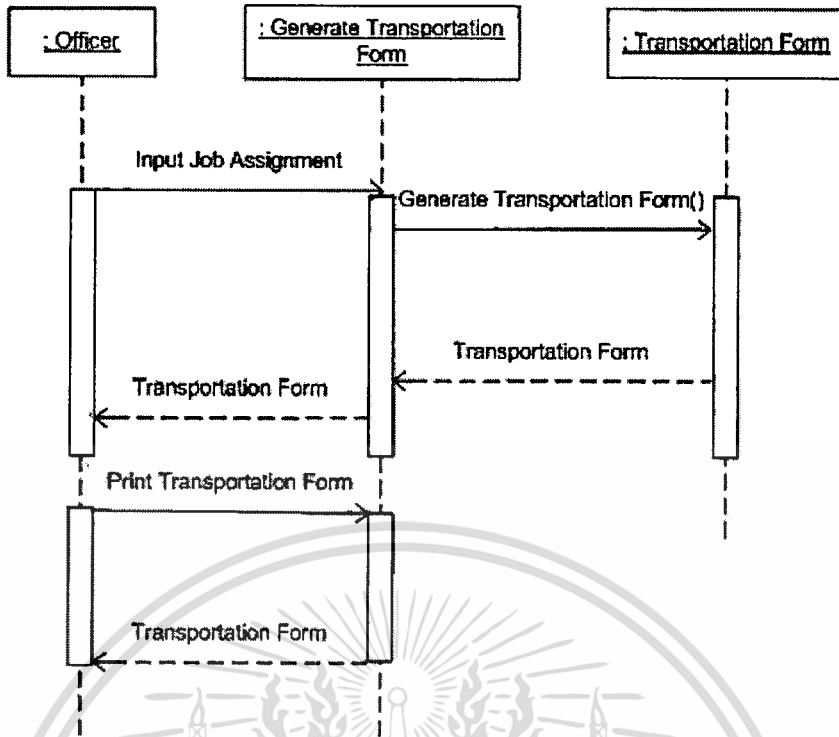 : Officer
: Generate Transportation
Form
: Transportation Form
Input Job Assignment
Generate Transportation Form()
Transportation Form
Transportation Form
Print Transportation Form
Transportation Form